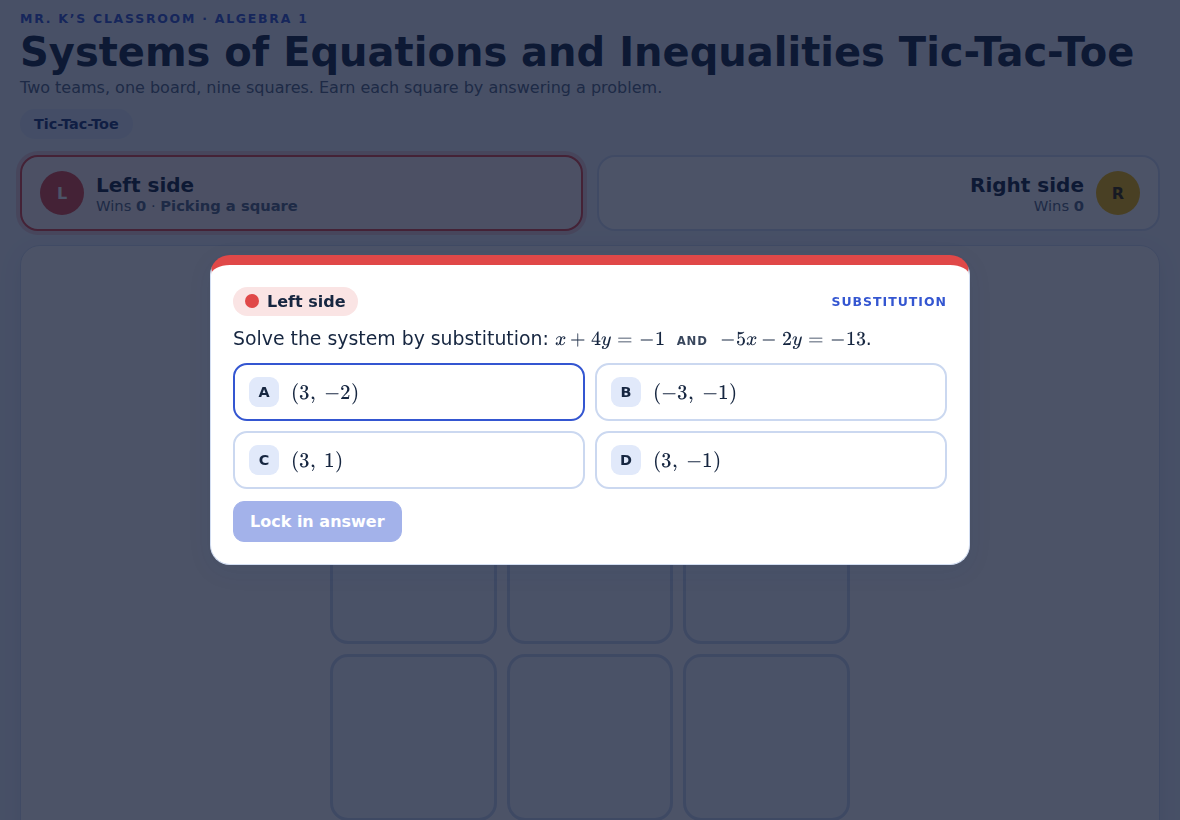 MR. K’S CLASSROOM · ALGEBRA 1
Systems of Equations and Inequalities Tic-Tac-Toe
Two teams, one board, nine squares. Earn each square by answering a problem.
Tic-Tac-Toe
L
Left side
Wins 0 · Picking a square
Right side
Wins 0
R
Left side
SUBSTITUTION
Solve the system by substitution: x + 4y = −1 AND −5x − 2y = −13.
A (3, −2)
B (−3, −1)
C (3, 1)
D (3, −1)
Lock in answer